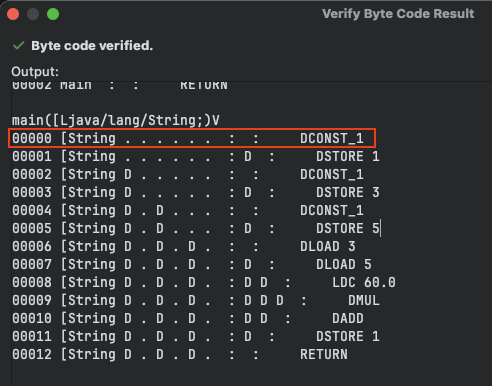 Verify Byte Code Result
✓ Byte code verified.
Output:
00002 Main  :  :     RETURN
main([Ljava/lang/String;)V
00000 [String . . . . . .  :  :     DCONST_1
00001 [String . . . . . .  : D  :     DSTORE 1
00002 [String D . . . . .  :  :     DCONST_1
00003 [String D . . . . .  : D  :     DSTORE 3
00004 [String D . D . . .  :  :     DCONST_1
00005 [String D . D . . .  : D  :     DSTORE 5
00006 [String D . D . D .  :  :     DLOAD 3
00007 [String D . D . D .  : D  :     DLOAD 5
00008 [String D . D . D .  : D D  :     LDC 60.0
00009 [String D . D . D .  : D D D  :     DMUL
00010 [String D . D . D .  : D D  :     DADD
00011 [String D . D . D .  : D  :     DSTORE 1
00012 [String D . D . D .  :  :     RETURN